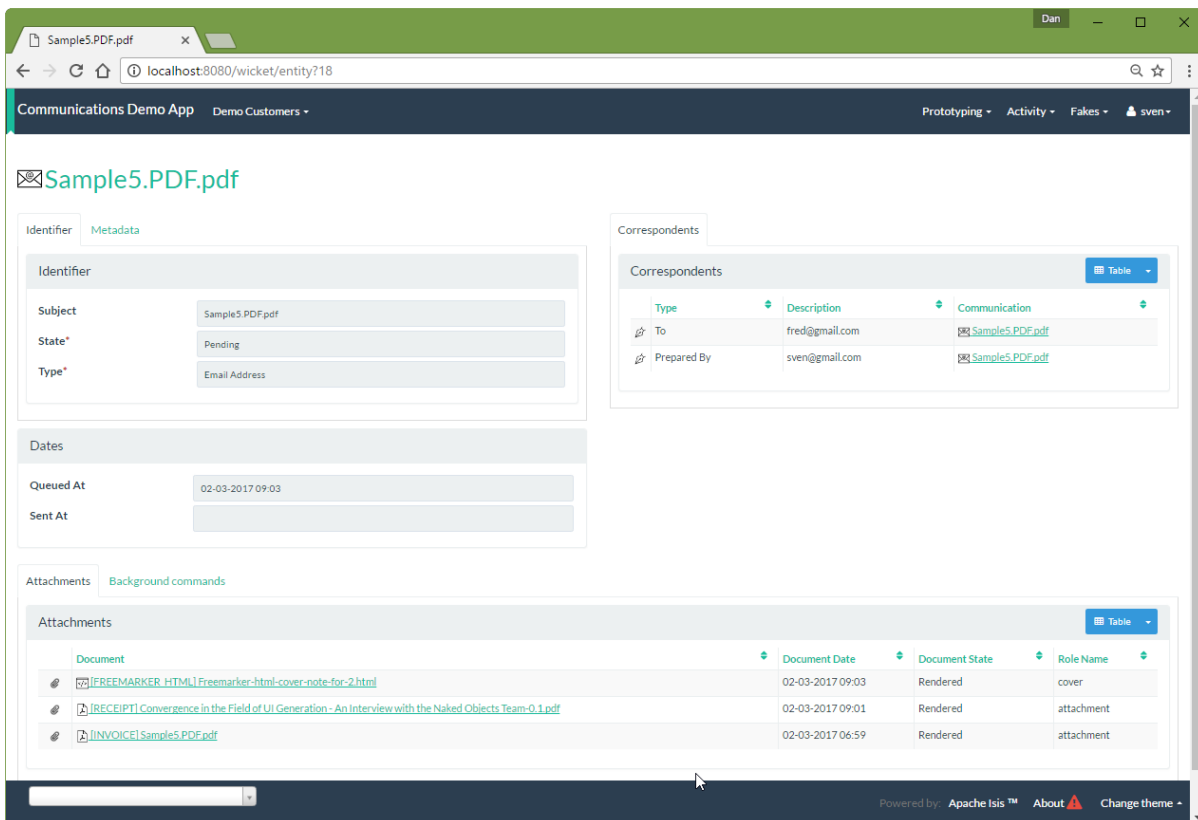 Dan
Sample5.PDF.pdf
localhost:8080/wicket/entity?18
Communications Demo App Demo Customers Prototyping Activity Fakes sven
Sample5.PDF.pdf
Identifier Metadata
Identifier
Subject Sample5.PDF.pdf
State* Pending
Type* Email Address
Correspondents
Correspondents Table
Type Description Communication
To fred@gmail.com Sample5.PDF.pdf
Prepared By sven@gmail.com Sample5.PDF.pdf
Dates
Queued At 02-03-2017 09:03
Sent At
Attachments Background commands
Attachments Table
Document Document Date Document State Role Name
[FREEMARKER_HTML] Freemarker-html-cover-note-for-2.html 02-03-2017 09:03 Rendered cover
[RECEIPT] Convergence in the Field of UI Generation - An Interview with the Naked Objects Team-0.1.pdf 02-03-2017 09:01 Rendered attachment
[INVOICE] Sample5.PDF.pdf 02-03-2017 06:59 Rendered attachment
Powered by: Apache Isis ™ About Change theme